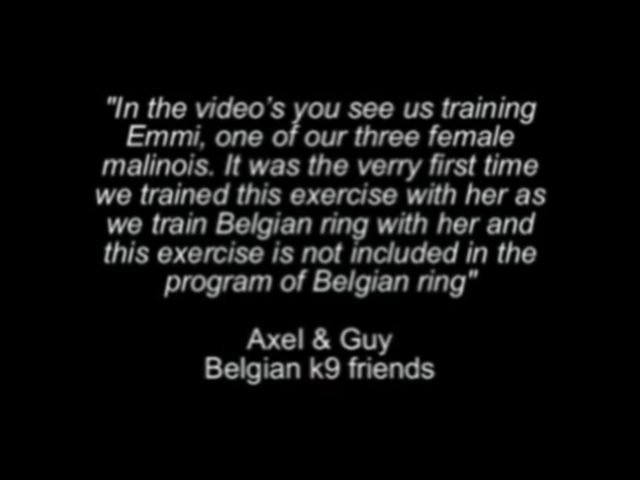 "In the video's you see us training
Emmi, one of our three female
malinois. It was the verry first time
we trained this exercise with her as
we train Belgian ring with her and
this exercise is not included in the
program of Belgian ring"
Axel & Guy
Belgian k9 friends